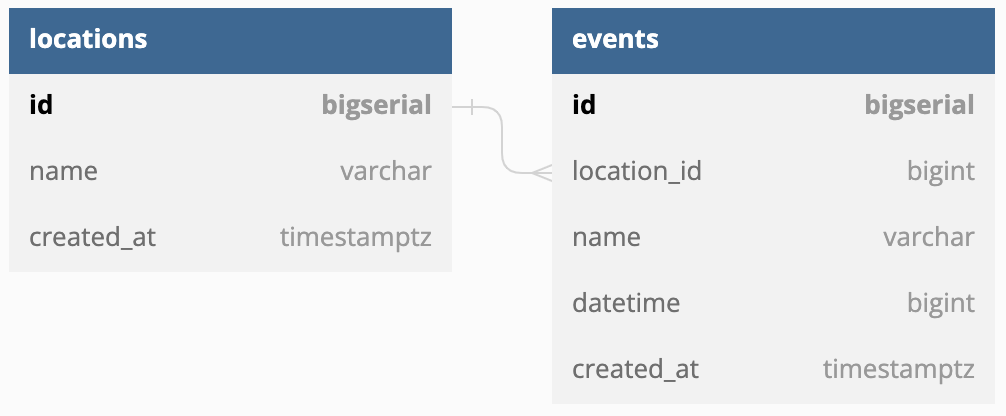 locations
id bigserial
name varchar
created_at timestamptz
events
id bigserial
location_id bigint
name varchar
datetime bigint
created_at timestamptz